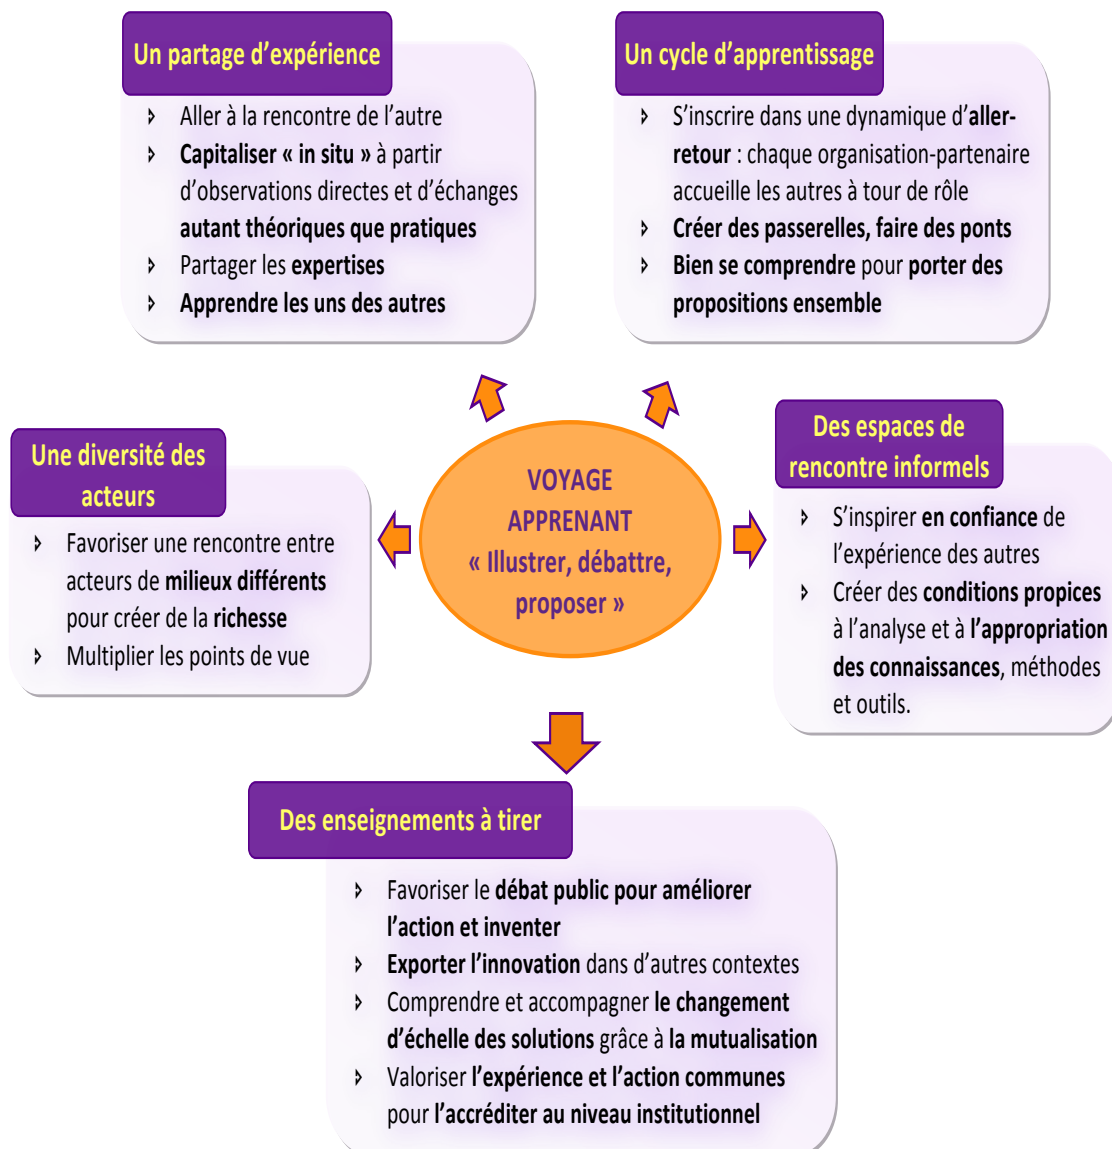 Un partage d’expérience
Aller à la rencontre de l’autre
Capitaliser « in situ » à partir
d’observations directes et d’échanges
autant théoriques que pratiques
Partager les expertises
Apprendre les uns des autres
Un cycle d’apprentissage
S’inscrire dans une dynamique d’aller-
retour : chaque organisation-partenaire
accueille les autres à tour de rôle
Créer des passerelles, faire des ponts
Bien se comprendre pour porter des
propositions ensemble
Une diversité des
acteurs
Favoriser une rencontre entre
acteurs de milieux différents
pour créer de la richesse
Multiplier les points de vue
VOYAGE
APPRENANT
« Illustrer, débattre,
proposer »
Des espaces de
rencontre informels
S’inspirer en confiance de
l’expérience des autres
Créer des conditions propices
à l’analyse et à l’appropriation
des connaissances, méthodes
et outils.
Des enseignements à tirer
Favoriser le débat public pour améliorer
l’action et inventer
Exporter l’innovation dans d’autres contextes
Comprendre et accompagner le changement
d’échelle des solutions grâce à la mutualisation
Valoriser l’expérience et l’action communes
pour l’accréditer au niveau institutionnel